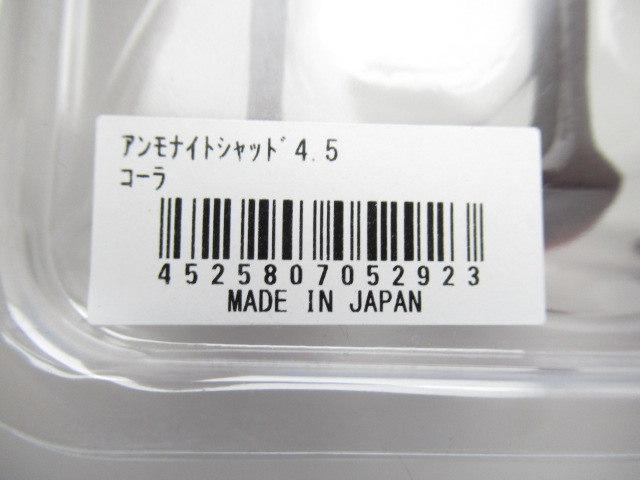 ｱﾝﾓﾅｲﾄｼｬｯﾄﾞ4.5
ｺｰﾗ
4525807052923
MADE IN JAPAN